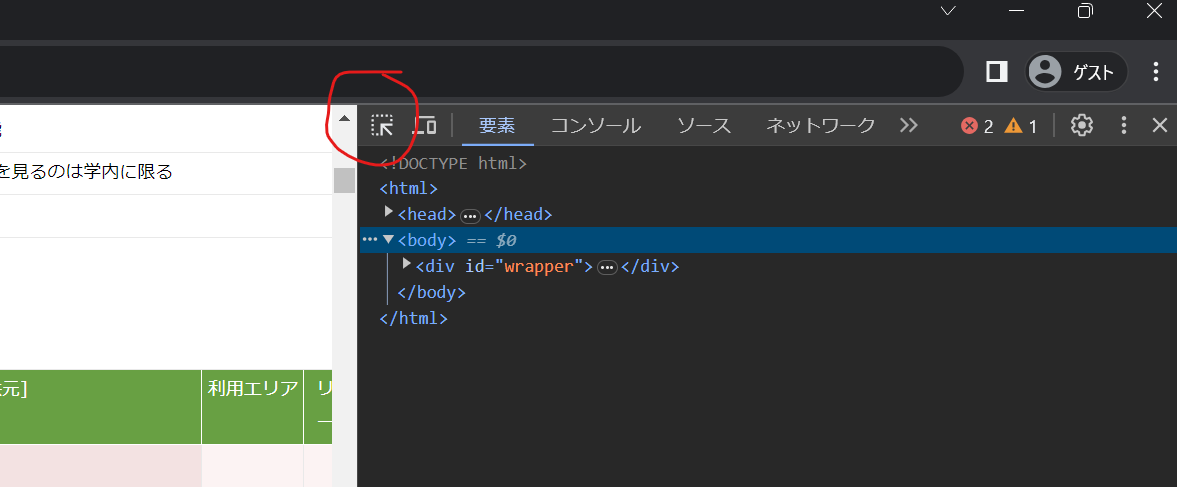 ゲスト
要素 コンソール ソース ネットワーク 2 1
を見るのは学内に限る
<!DOCTYPE html>
<html>
<head> ••• </head>
••• <body> == $0
<div id="wrapper"> ••• </div>
</body>
</html>
元] 利用エリア リ
ー